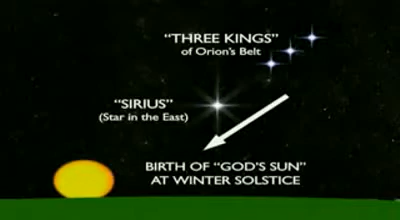 “THREE KINGS”
of Orion's Belt
“SIRIUS”
(Star in the East)
BIRTH OF “GOD'S SUN”
AT WINTER SOLSTICE